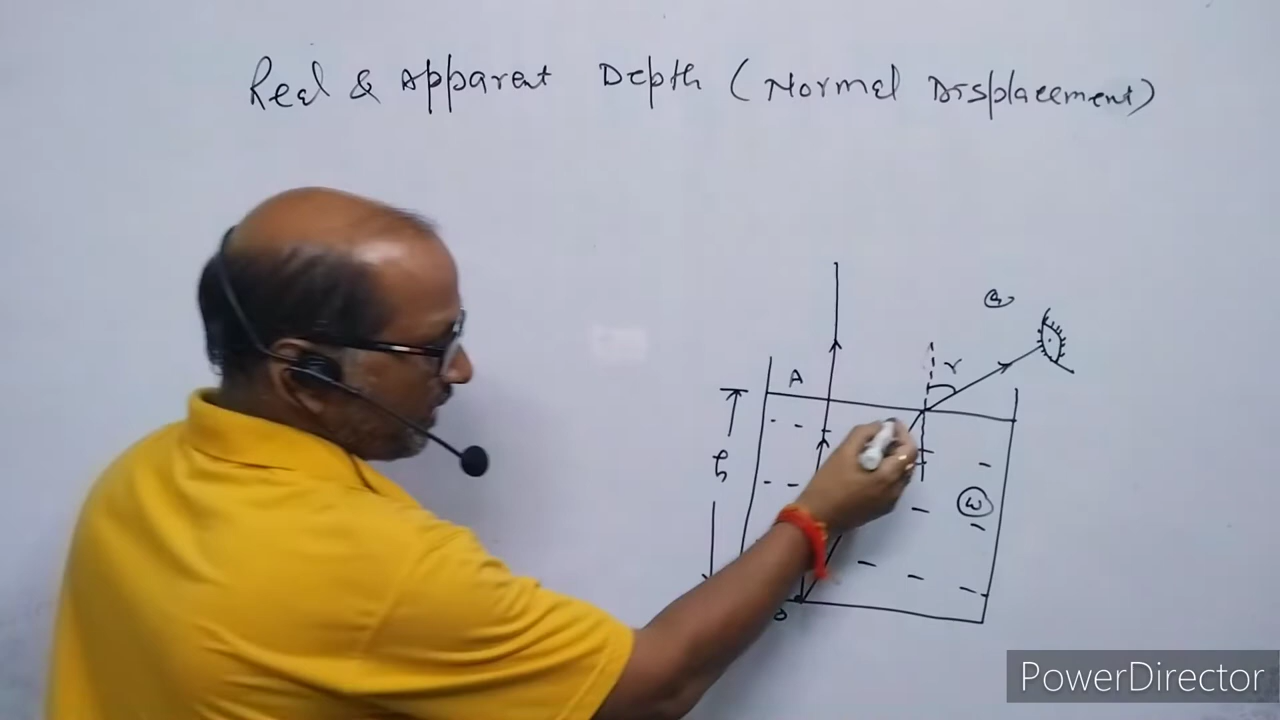 Real & Apparent Depth (Normal Displacement)
a
r
A
h
w
O
PowerDirector